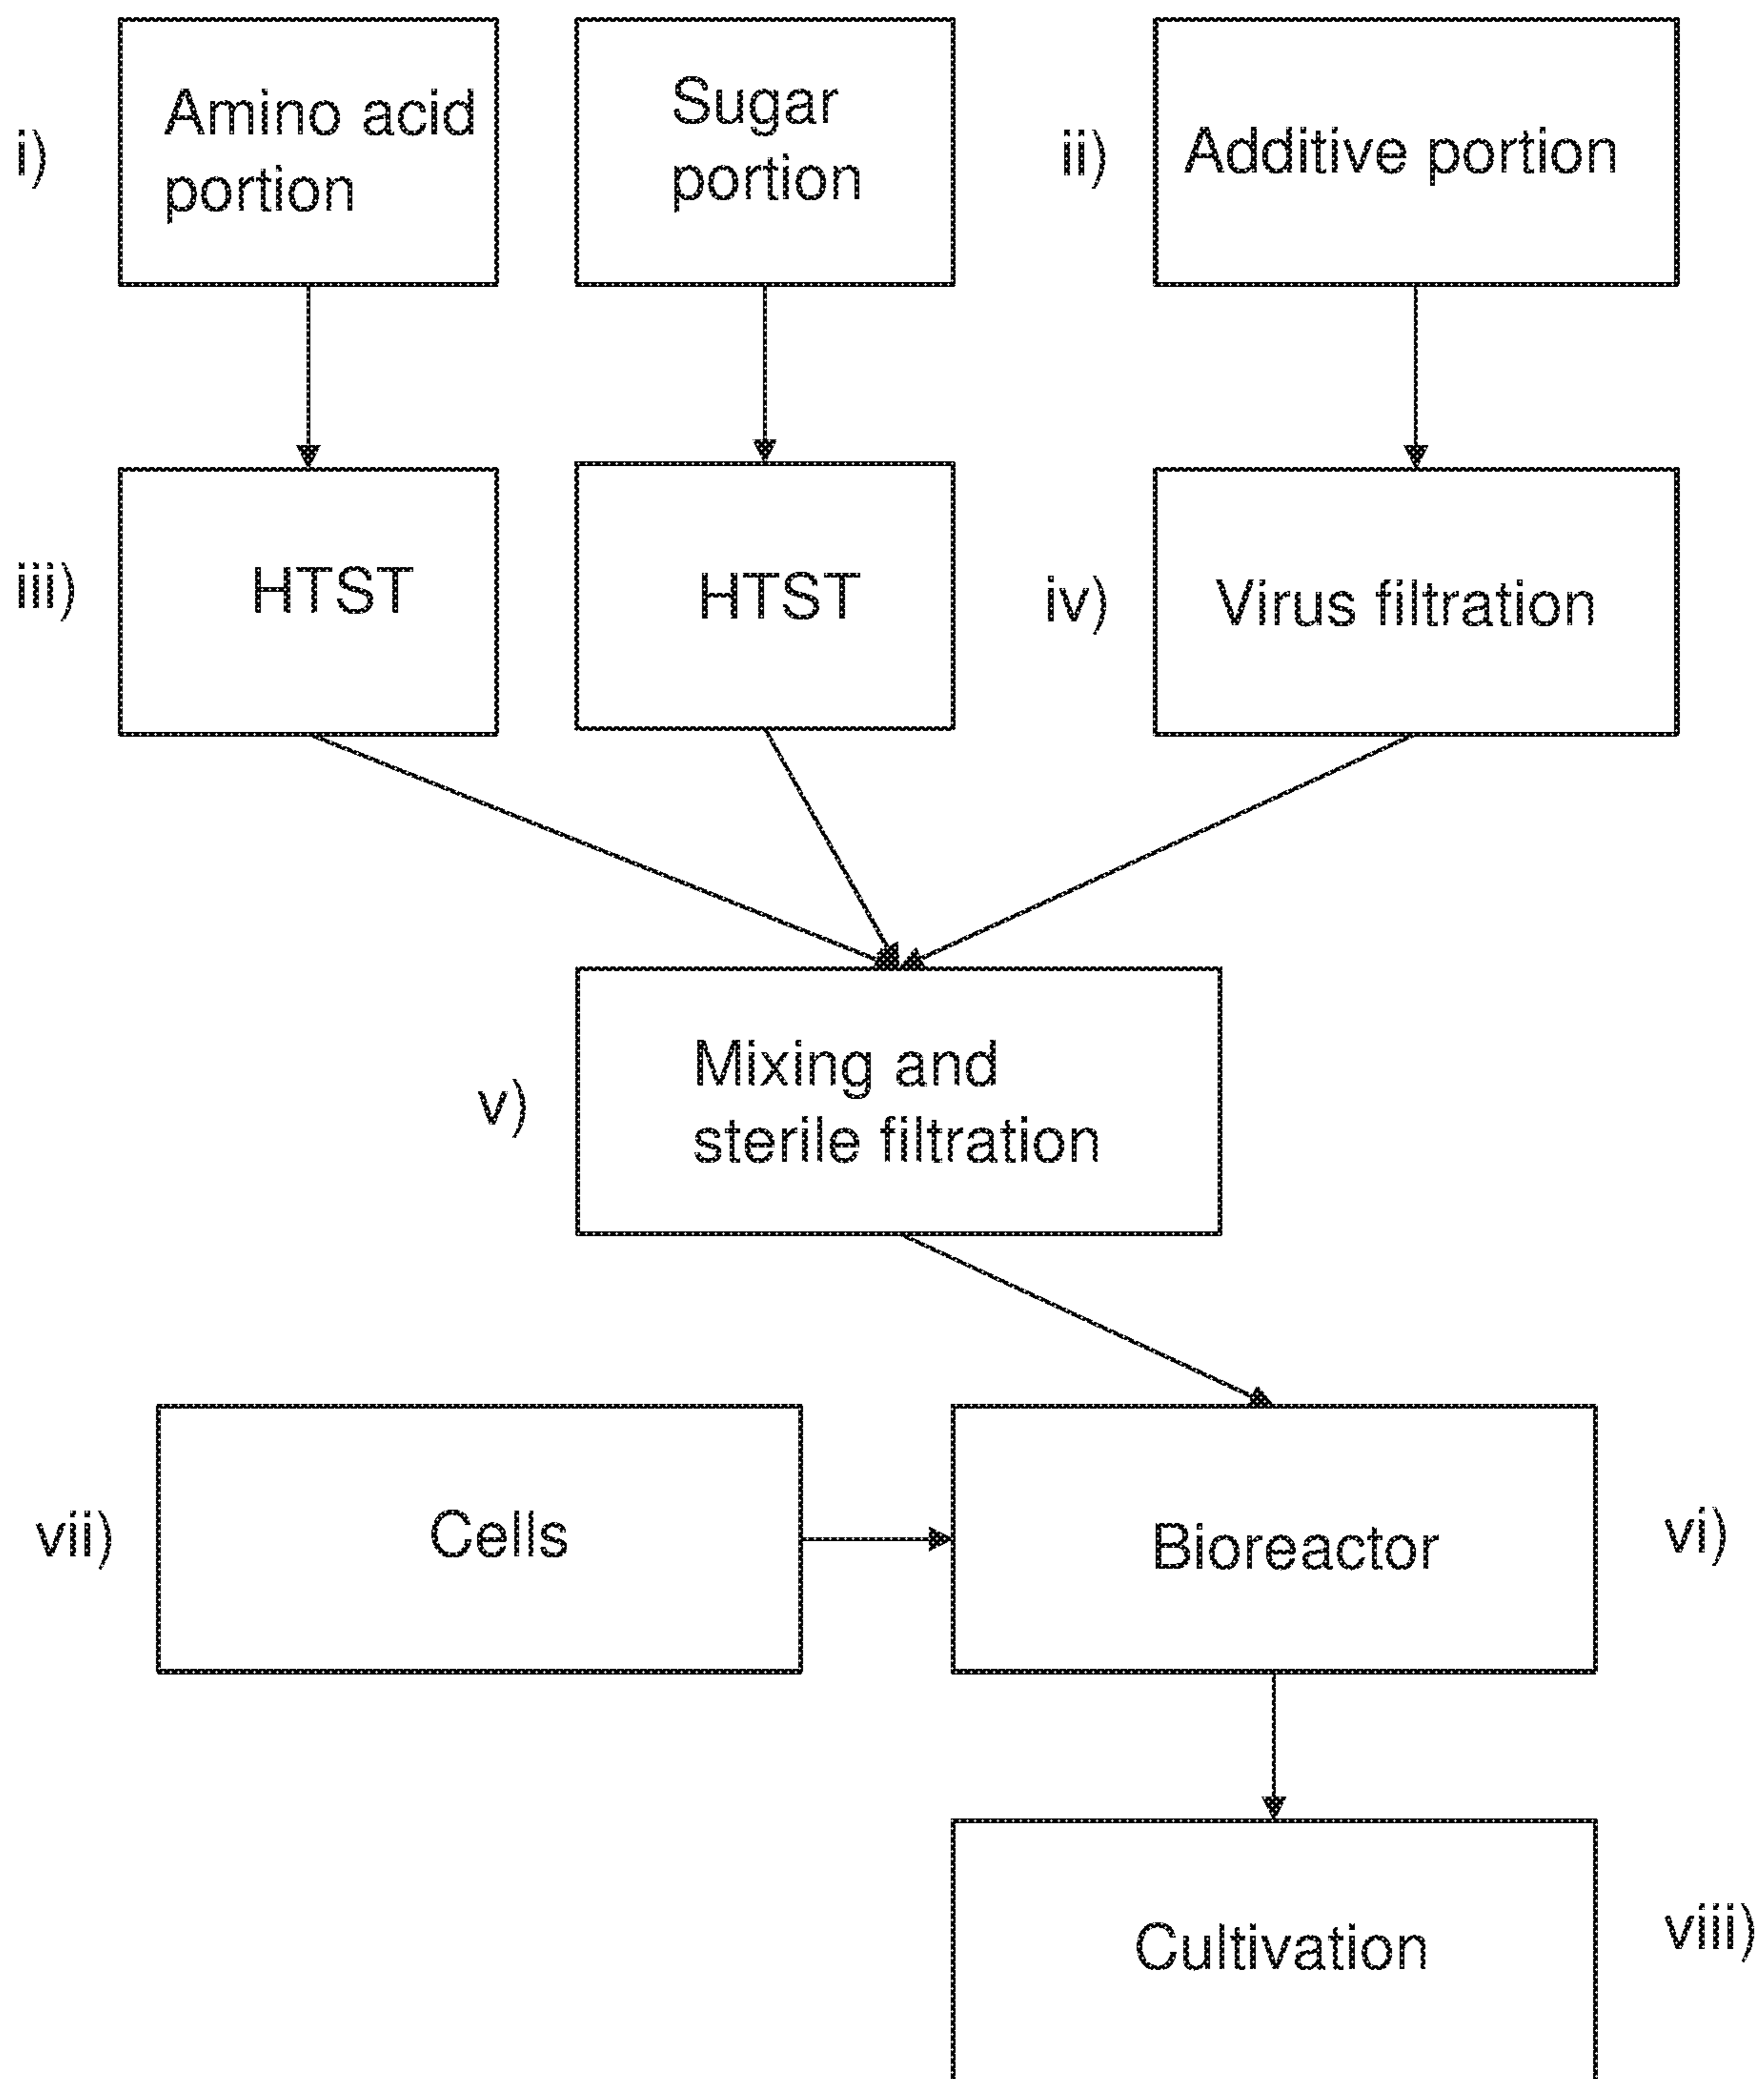 i)
Amino acid
portion
Sugar
portion
ii)
Additive portion
iii)
HTST
HTST
iv)
Virus filtration
v)
Mixing and
sterile filtration
vii)
Cells
Bioreactor
vi)
Cultivation
viii)